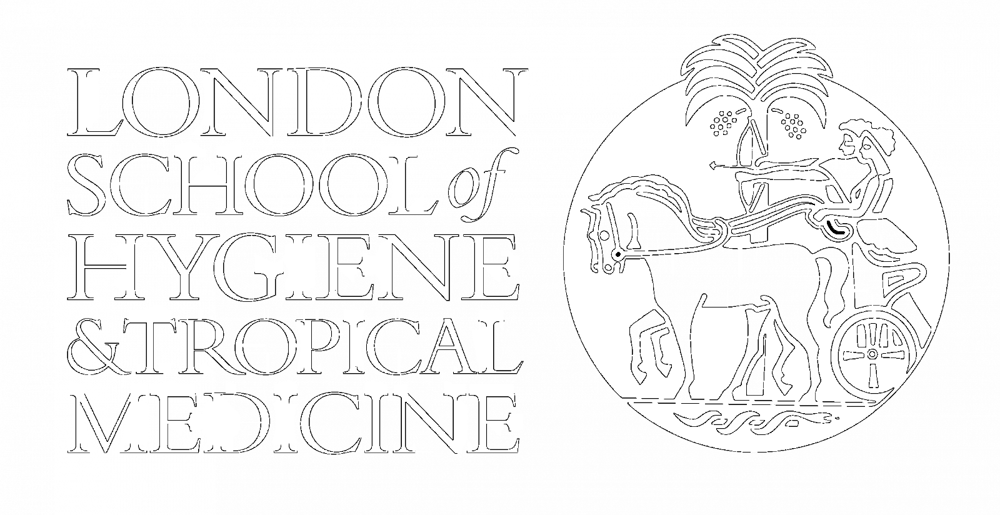 LONDON
SCHOOL of
HYGIENE
& TROPICAL
MEDICINE